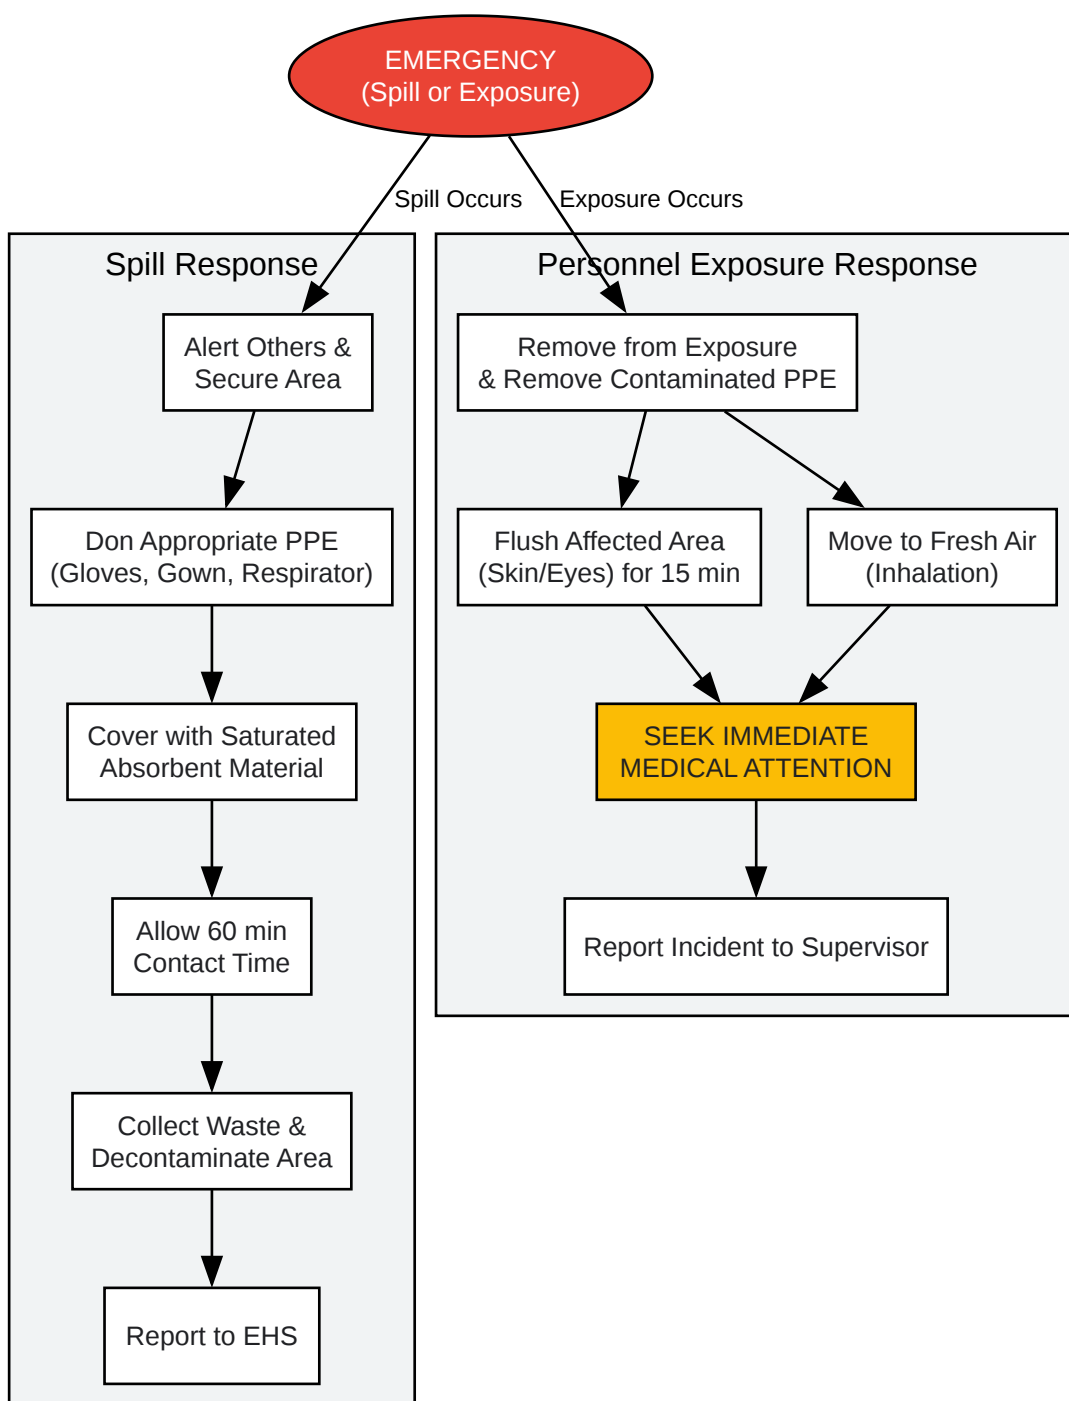 EMERGENCY
(Spill or Exposure)
Spill Occurs
Exposure Occurs
Spill Response
Alert Others &
Secure Area
Don Appropriate PPE
(Gloves, Gown, Respirator)
Cover with Saturated
Absorbent Material
Allow 60 min
Contact Time
Collect Waste &
Decontaminate Area
Report to EHS
Personnel Exposure Response
Remove from Exposure
& Remove Contaminated PPE
Flush Affected Area
(Skin/Eyes) for 15 min
Move to Fresh Air
(Inhalation)
SEEK IMMEDIATE
MEDICAL ATTENTION
Report Incident to Supervisor